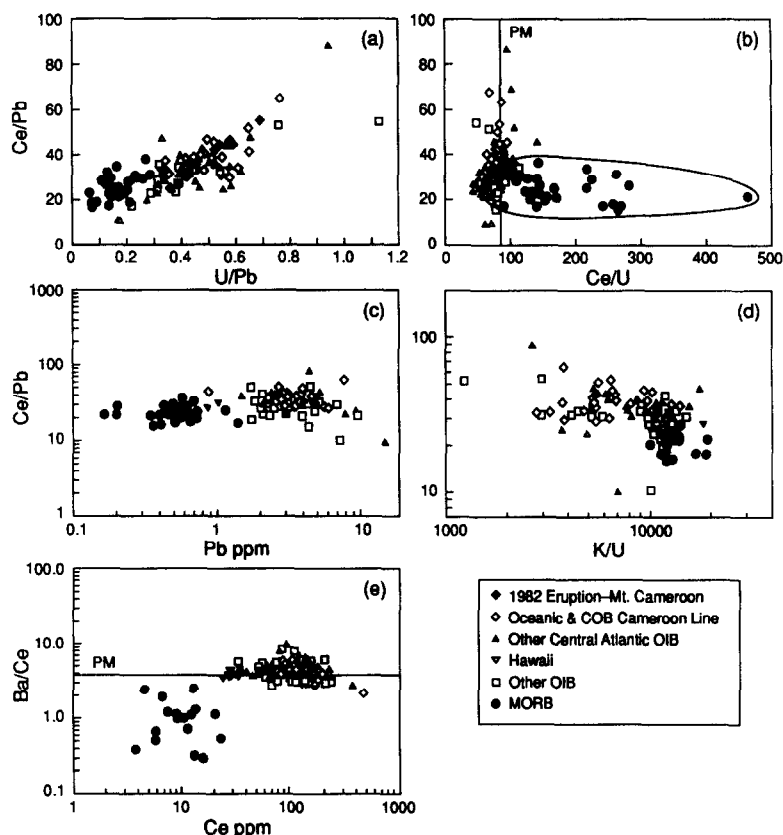 (a)
Ce/Pb
100
80
60
40
20
0
0 0.2 0.4 0.6 0.8 1.0 1.2
U/Pb
(b)
PM
100
80
60
40
20
0
0 100 200 300 400 500
Ce/U
(c)
Ce/Pb
1000
100
10
1
0.1 1 10
Pb ppm
(d)
100
10
1000 10000
K/U
(e)
Ba/Ce
100.0
10.0
1.0
0.1
PM
1 10 100 1000
Ce ppm
1982 Eruption–Mt. Cameroon
Oceanic & COB Cameroon Line
Other Central Atlantic OIB
Hawaii
Other OIB
MORB